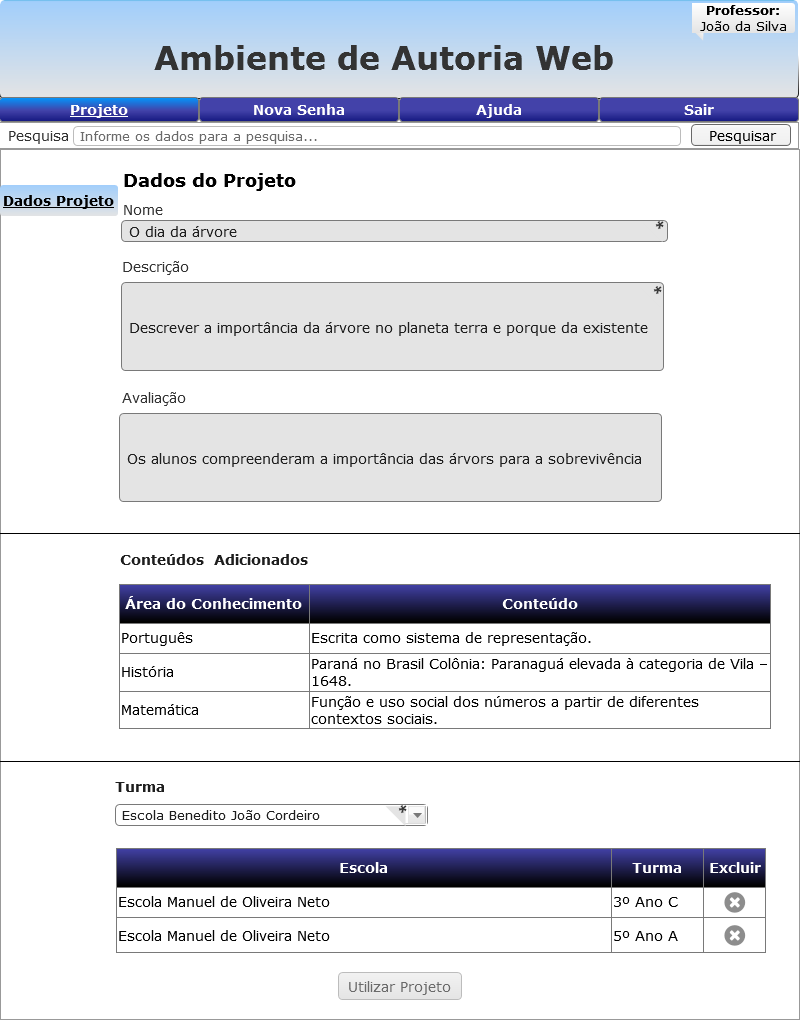 Professor:
João da Silva
Ambiente de Autoria Web
Projeto Nova Senha Ajuda Sair
Pesquisa Informe os dados para a pesquisa... Pesquisar
Dados do Projeto
Dados Projeto
Nome
O dia da árvore *
Descrição
*
Descrever a importância da árvore no planeta terra e porque da existente
Avaliação
Os alunos compreenderam a importância das árvors para a sobrevivência
Conteúdos Adicionados
Área do Conhecimento Conteúdo
Português Escrita como sistema de representação.
História Paraná no Brasil Colônia: Paranaguá elevada à categoria de Vila –
1648.
Matemática Função e uso social dos números a partir de diferentes
contextos sociais.
Turma
Escola Benedito João Cordeiro *
Escola Turma Excluir
Escola Manuel de Oliveira Neto 3º Ano C
Escola Manuel de Oliveira Neto 5º Ano A
Utilizar Projeto